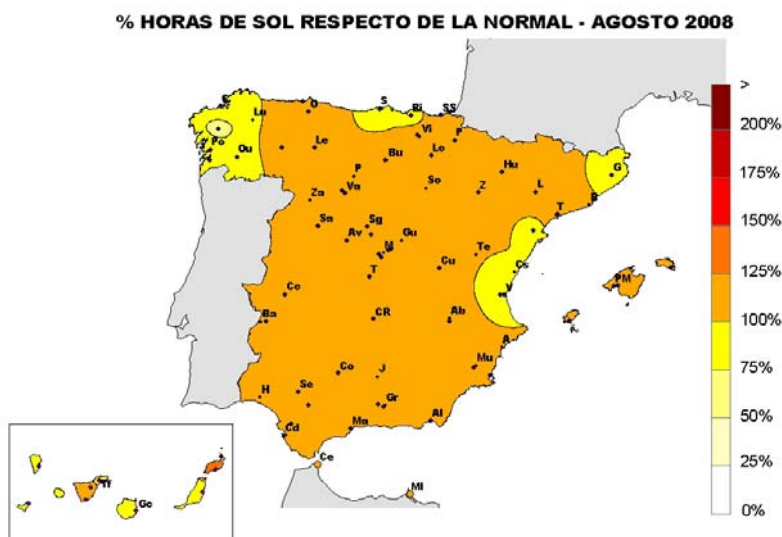 % HORAS DE SOL RESPECTO DE LA NORMAL - AGOSTO 2008
>
200%
175%
150%
125%
100%
75%
50%
25%
0%
C
Lu
Po
Ou
O
S
Bi
SS
Vi
P
Le
Bu
Lo
Hu
G
P
Va
Za
So
Z
L
B
T
Sa
Sg
Av
M
Gu
Te
Cs
T
Cu
V
PM
Cc
Ba
CR
Ab
A
Mu
Co
J
H
Se
Gr
Cd
Ma
Al
Ce
Ml
Tf
Gc